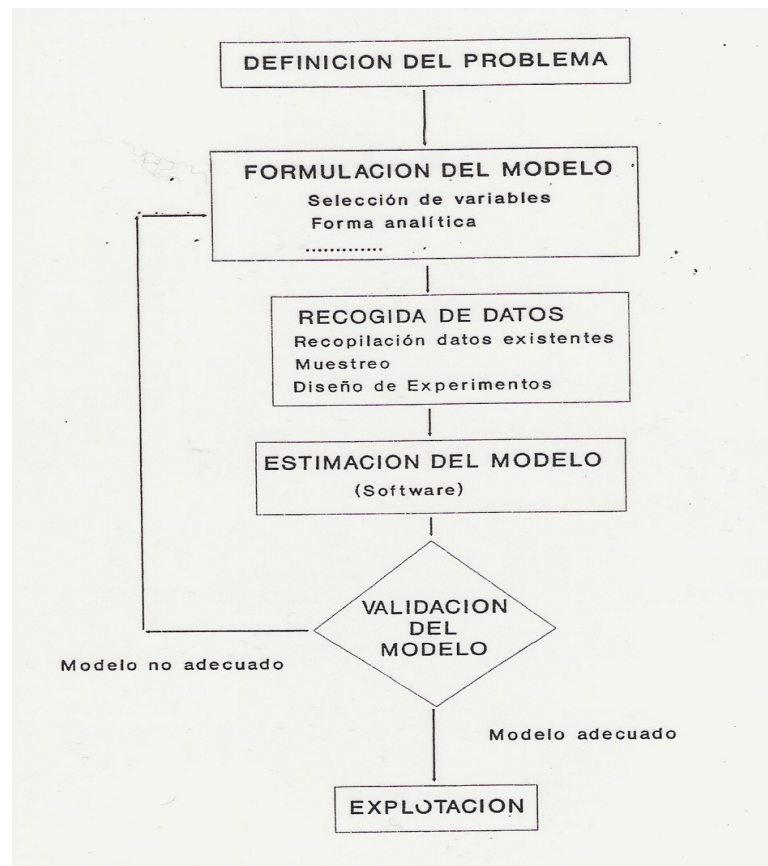 DEFINICION DEL PROBLEMA
FORMULACION DEL MODELO
Selección de variables
Forma analítica
.............
RECOGIDA DE DATOS
Recopilación datos existentes
Muestreo
Diseño de Experimentos
ESTIMACION DEL MODELO
(Software)
VALIDACION
DEL
MODELO
Modelo no adecuado
Modelo adecuado
EXPLOTACION